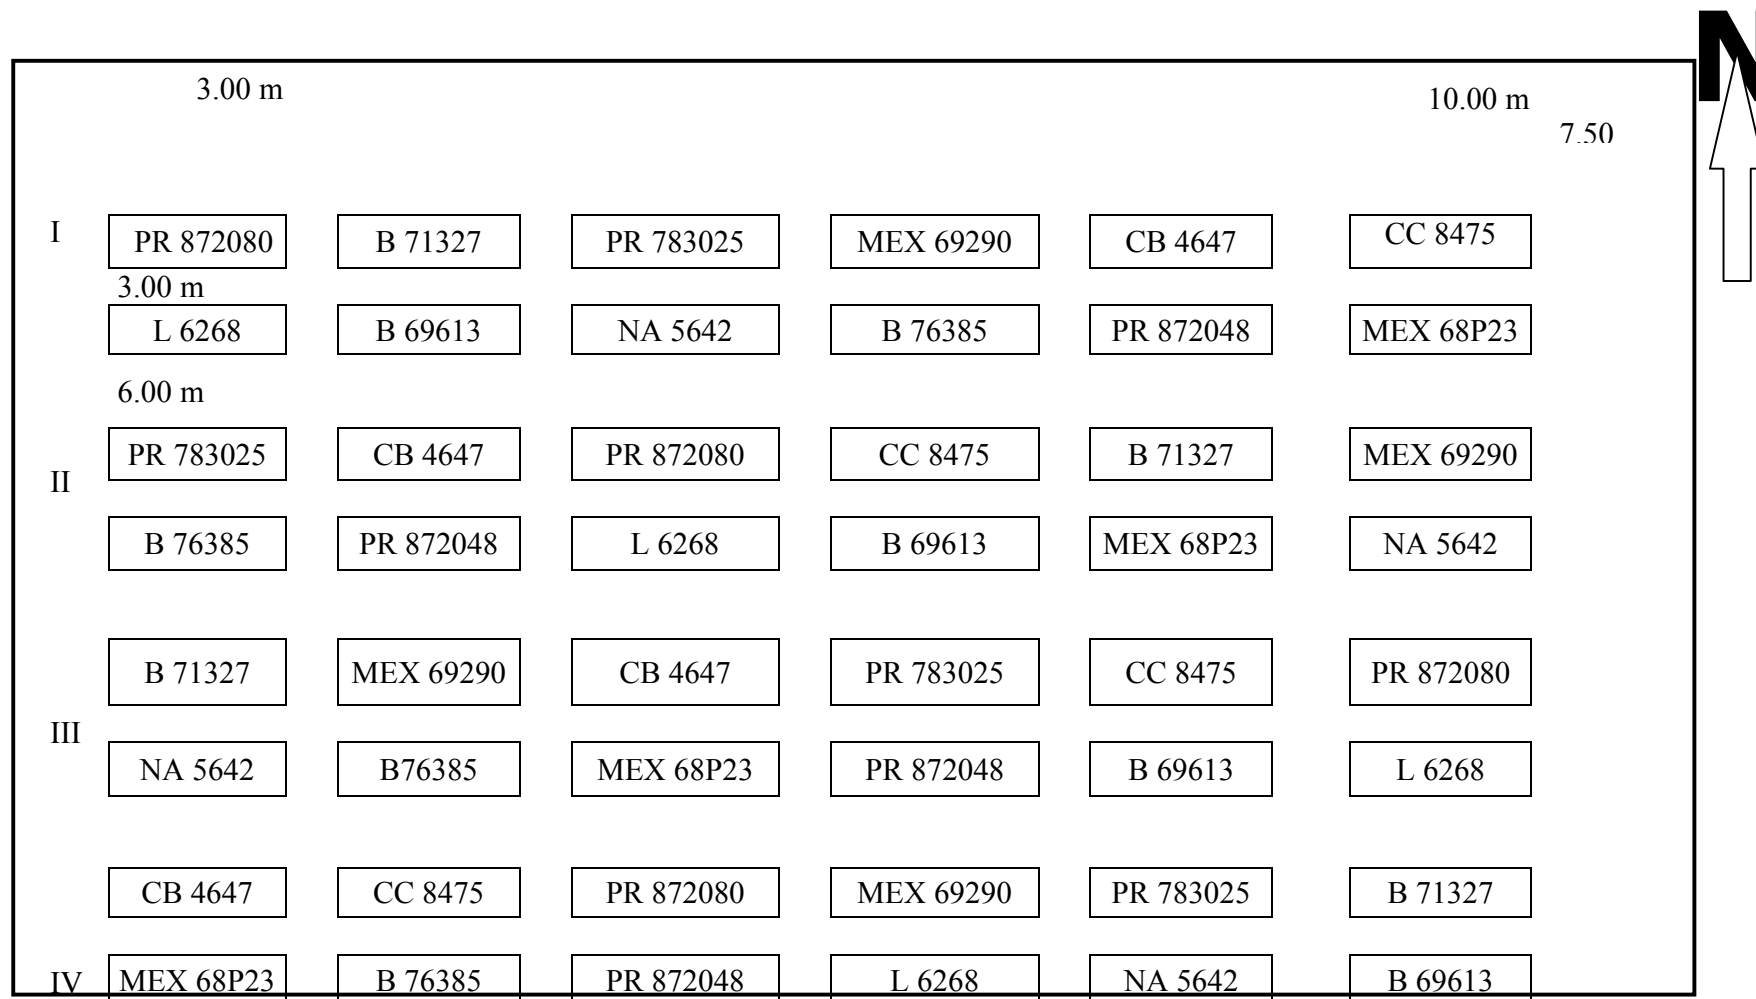 N
3.00 m
10.00 m
7.50
I
PR 872080 B 71327 PR 783025 MEX 69290 CB 4647 CC 8475
3.00 m
L 6268 B 69613 NA 5642 B 76385 PR 872048 MEX 68P23
6.00 m
PR 783025 CB 4647 PR 872080 CC 8475 B 71327 MEX 69290
II
B 76385 PR 872048 L 6268 B 69613 MEX 68P23 NA 5642
B 71327 MEX 69290 CB 4647 PR 783025 CC 8475 PR 872080
III
NA 5642 B76385 MEX 68P23 PR 872048 B 69613 L 6268
CB 4647 CC 8475 PR 872080 MEX 69290 PR 783025 B 71327
IV MEX 68P23 B 76385 PR 872048 L 6268 NA 5642 B 69613